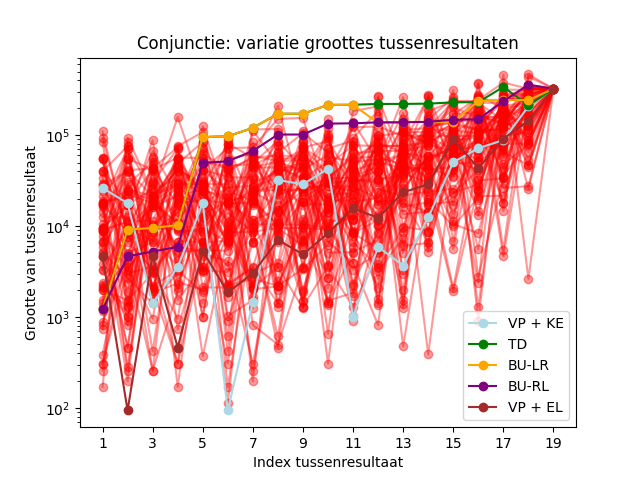 Conjunctie: variatie groottes tussenresultaten
Grootte van tussenresultaat
10^5
10^4
10^3
10^2
1 3 5 7 9 11 13 15 17 19
Index tussenresultaat
VP + KE
TD
BU-LR
BU-RL
VP + EL